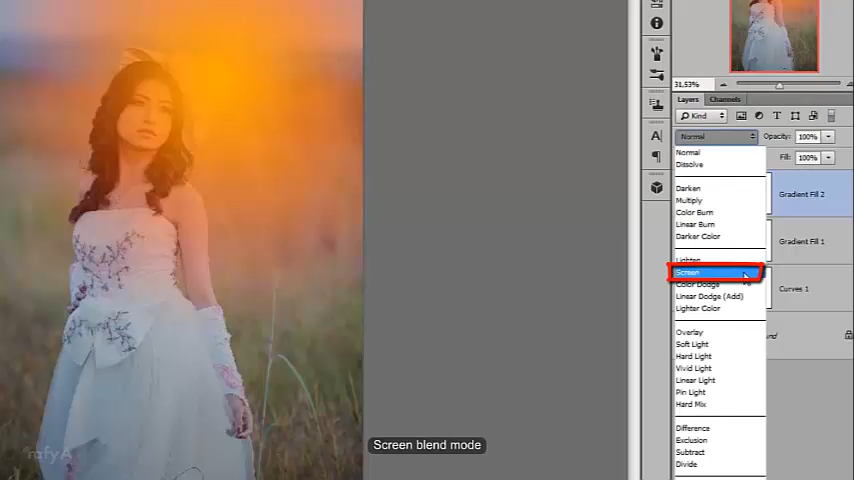 31,53%
Layers
Channels
Kind
Normal
Opacity: 100%
Normal
Dissolve
Fill: 100%
Darken
Multiply
Color Burn
Linear Burn
Darker Color
Gradient Fill 2
Gradient Fill 1
Lighten
Screen
Color Dodge
Linear Dodge (Add)
Lighter Color
Curves 1
Overlay
Soft Light
Hard Light
Vivid Light
Linear Light
Pin Light
Hard Mix
Difference
Exclusion
Subtract
Divide
Screen blend mode
rafy A